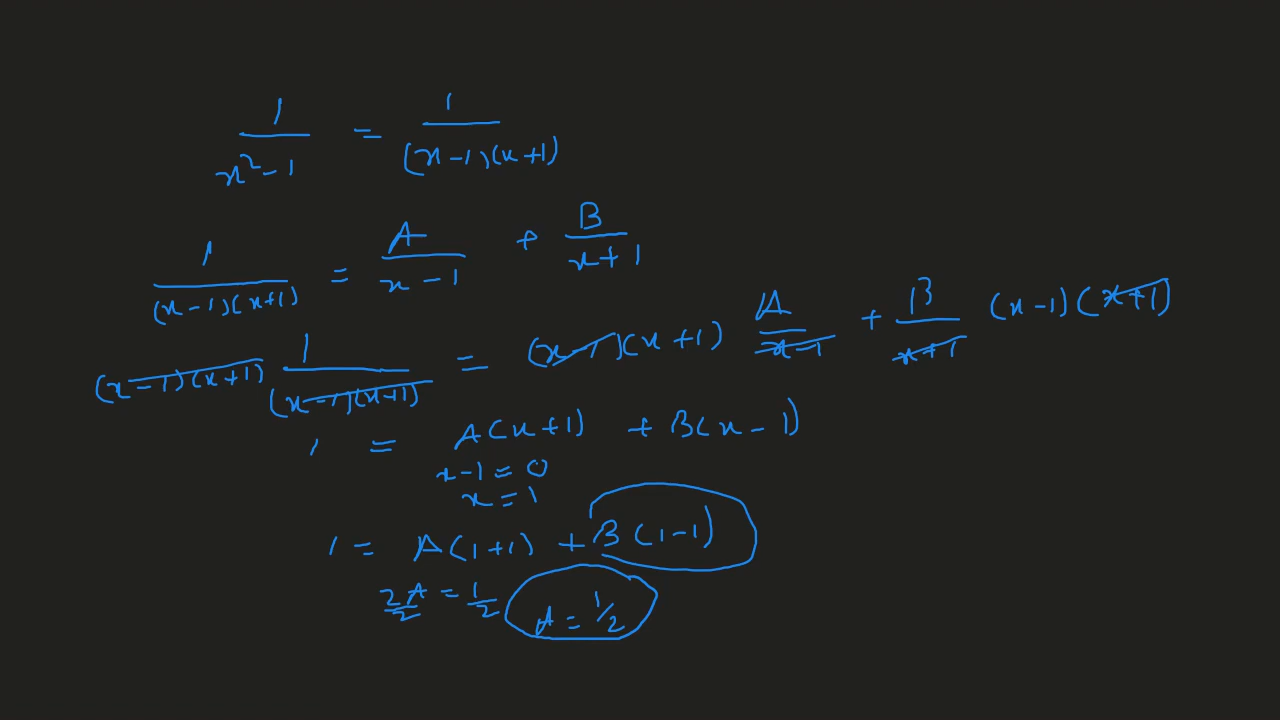 1/(x²-1) = 1/((x-1)(x+1))
1/((x-1)(x+1)) = A/(x-1) + B/(x+1)
(x-1)(x+1) 1/((x-1)(x+1)) = (x-1)(x+1) A/(x-1) + B/(x+1) (x-1)(x+1)
1 = A(x+1) + B(x-1)
x-1=0
x=1
1 = A(1+1) + B(1-1)
2A/2 = 1/2 A = 1/2